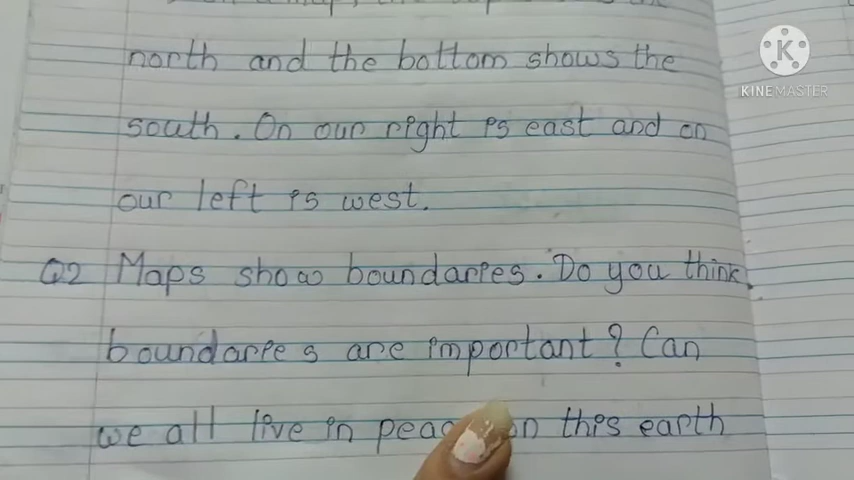 north and the bottom shows the
south. On our right is east and on
our left is west.
Q2 Maps show boundaries. Do you think
boundaries are important? Can
we all live in on this earth
KINEMASTER